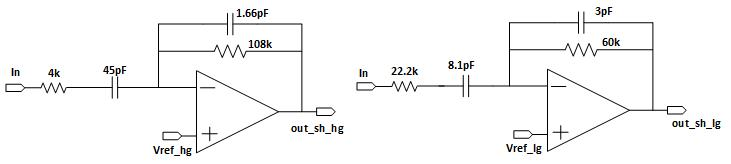 1.66pF
108k
In
4k
45pF
Vref_hg
out_sh_hg
3pF
60k
In
22.2k
8.1pF
Vref_lg
out_sh_lg